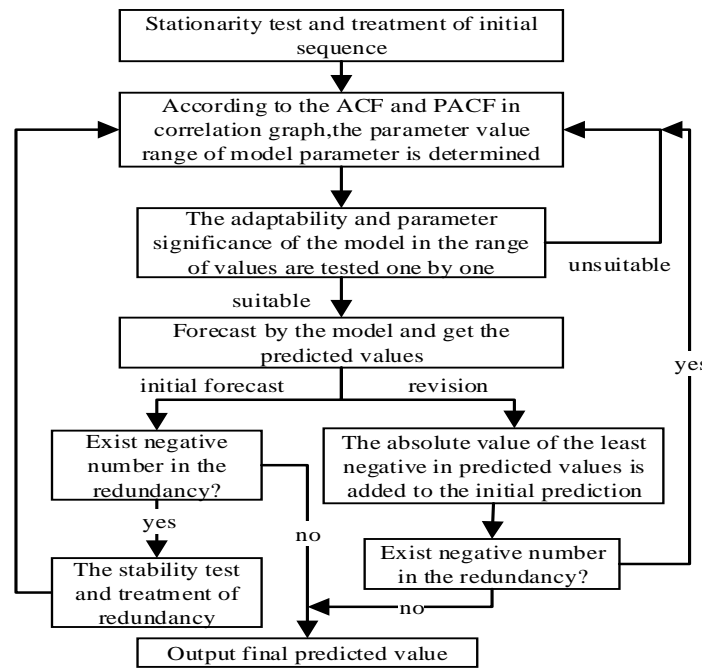 Stationarity test and treatment of initial
sequence
According to the ACF and PACF in
correlation graph,the parameter value
range of model parameter is determined
The adaptability and parameter
significance of the model in the range
of values are tested one by one
unsuitable
suitable
Forecast by the model and get the
predicted values
yes
initial forecast
revision
Exist negative
number in the
redundancy?
The absolute value of the least
negative in predicted values is
added to the initial prediction
yes
no
The stability test
and treatment of
redundancy
Exist negative number
in the redundancy?
no
Output final predicted value